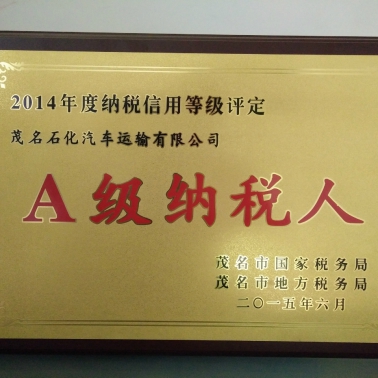 2014年度纳税信用等级评定
茂名石化汽车运输有限公司
A级纳税人
茂名市国家税务局
茂名市地方税务局
二〇一五年六月